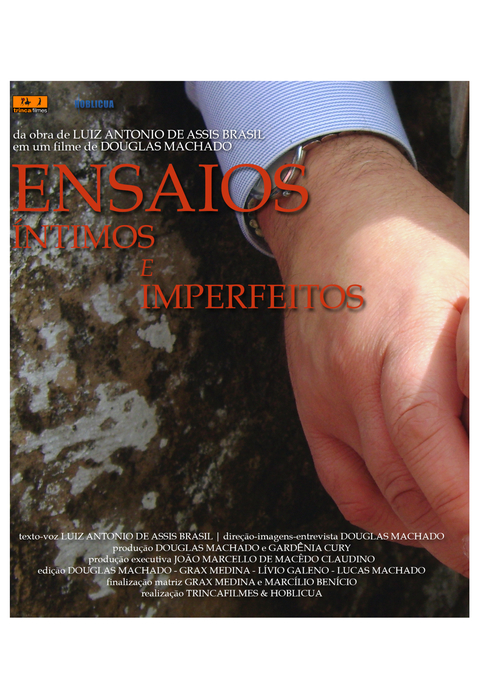 trincafilmes
HOBLICUA
da obra de LUIZ ANTONIO DE ASSIS BRASIL
em um filme de DOUGLAS MACHADO
ENSAIOS
ÍNTIMOS
E
IMPERFEITOS
texto-voz LUIZ ANTONIO DE ASSIS BRASIL | direção-imagens-entrevista DOUGLAS MACHADO
produção DOUGLAS MACHADO e GARDÊNIA CURY
produção executiva JOÃO MARCELLO DE MACÊDO CLAUDINO
edição DOUGLAS MACHADO - GRAX MEDINA - LÍVIO GALENO - LUCAS MACHADO
finalização matriz GRAX MEDINA e MARCÍLIO BENÍCIO
realização TRINCAFILMES & HOBLICUA